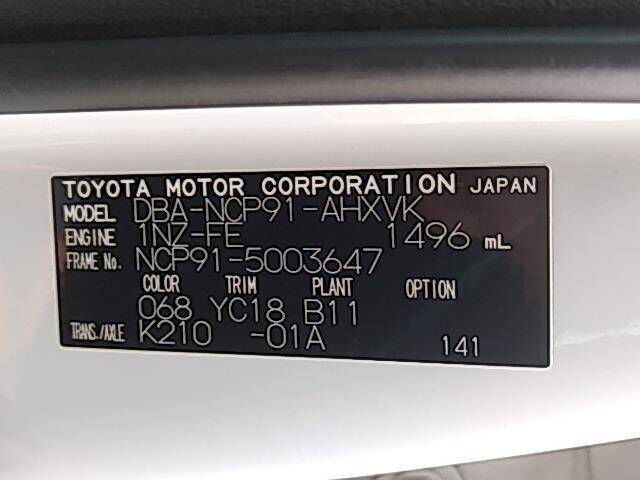 TOYOTA MOTOR CORPORATION JAPAN
MODEL DBA-NCP91-AHXVK
ENGINE 1NZ-FE 1496 mL
FRAME No. NCP91-5003647
COLOR TRIM PLANT OPTION
068 YC18 B11
TRANS./AXLE K210 -01A
141